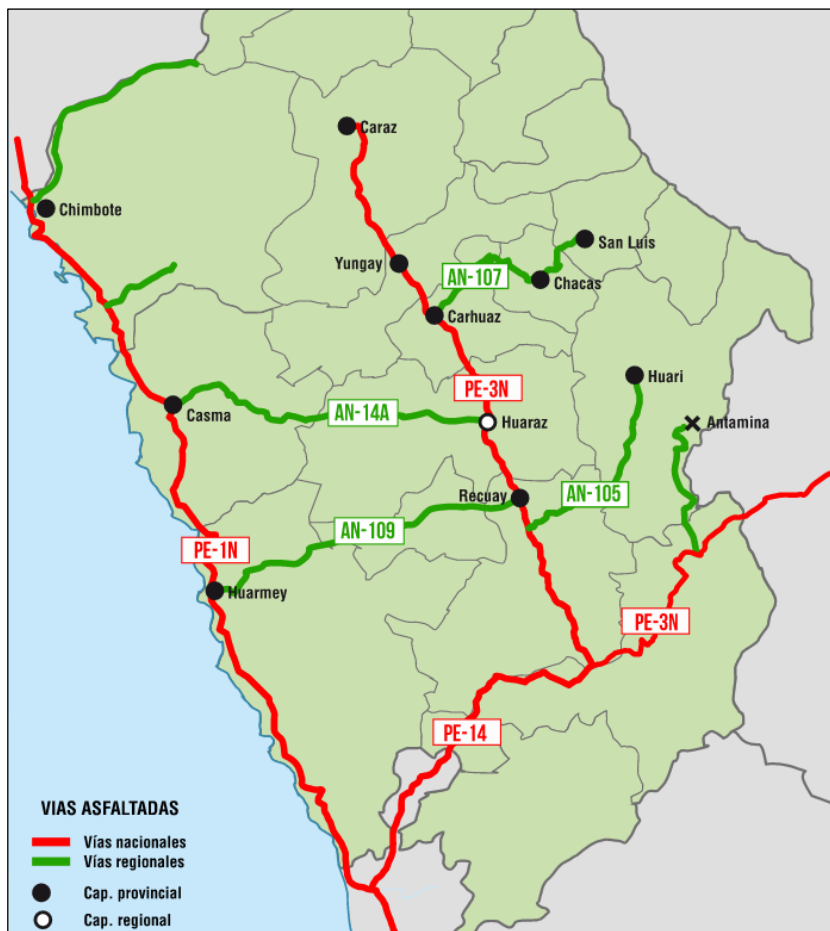 Caraz
Chimbote
San Luis
Yungay
AN-107
Chacas
Carhuaz
Huari
PE-3N
Casma
AN-14A
Huaraz
Antamina
Recuay
AN-105
AN-109
PE-1N
Huarmey
PE-3N
PE-14
VIAS ASFALTADAS
Vías nacionales
Vías regionales
Cap. provincial
Cap. regional